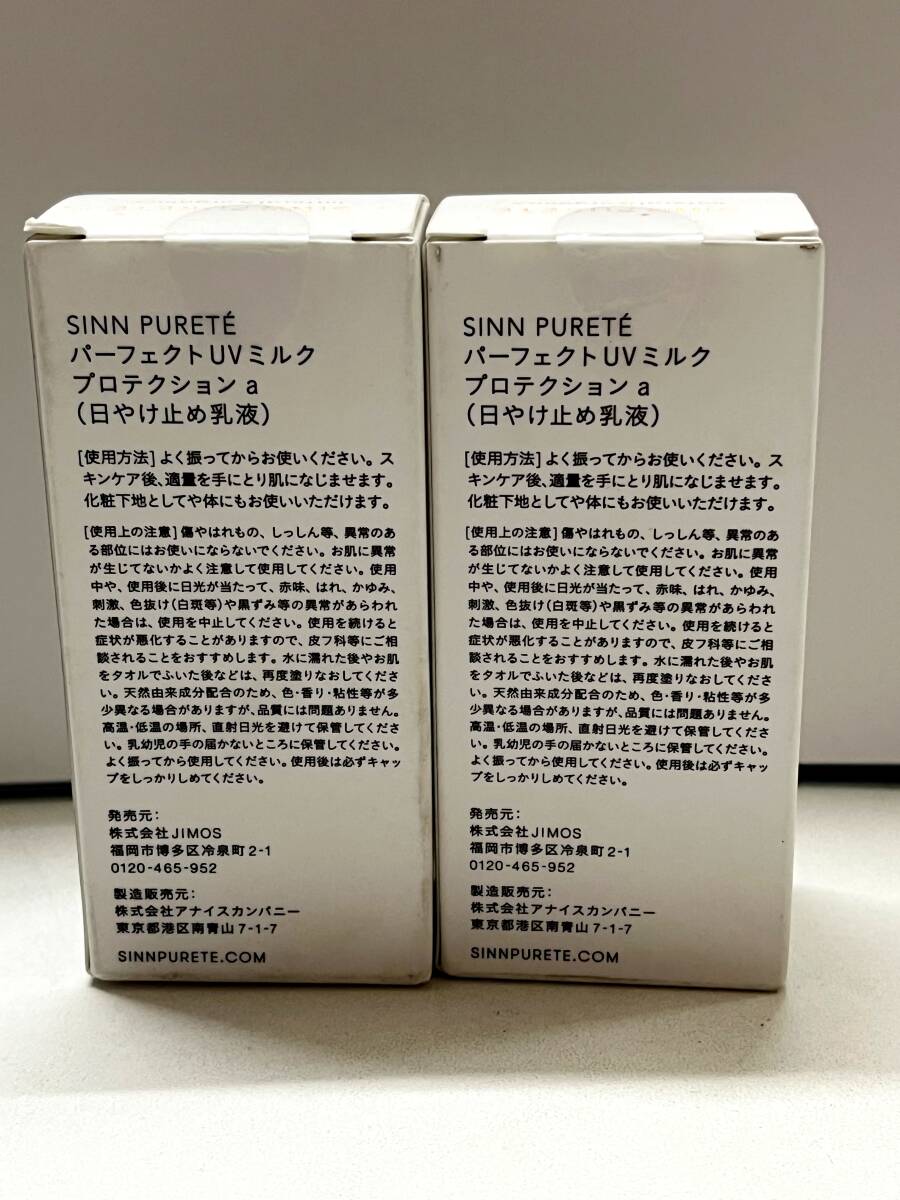 SINN PURETÉ
パーフェクトUVミルク
プロテクション a
(日やけ止め乳液)
[使用方法] よく振ってからお使いください。ス
キンケア後、適量を手にとり肌になじませます。
化粧下地としてや体にもお使いいただけます。
[使用上の注意] 傷やはれもの、しっしん等、異常のあ
る部位にはお使いにならないでください。お肌に異常
が生じてないかよく注意して使用してください。使用
中や、使用後に日光が当たって、赤味、はれ、かゆみ、
刺激、色抜け(白斑等)や黒ずみ等の異常があらわれ
た場合は、使用を中止してください。使用を続けると
症状が悪化することがありますので、皮フ科等にご相
談されることをおすすめします。水に濡れた後やお肌
をタオルでふいた後などは、再度塗りなおしてくださ
い。天然由来成分配合のため、色・香り・粘性等が多
少異なる場合がありますが、品質には問題ありません。
高温・低温の場所、直射日光を避けて保管してくださ
い。乳幼児の手の届かないところに保管してください。
よく振ってから使用してください。使用後は必ずキャッ
プをしっかりしめてください。
発売元:
株式会社JIMOS
福岡市博多区冷泉町2-1
0120-465-952
製造販売元:
株式会社アナイスカンパニー
東京都港区南青山7-1-7
SINNPURETE.COM
SINN PURETÉ
パーフェクトUVミルク
プロテクション a
(日やけ止め乳液)
[使用方法] よく振ってからお使いください。ス
キンケア後、適量を手にとり肌になじませます。
化粧下地としてや体にもお使いいただけます。
[使用上の注意] 傷やはれもの、しっしん等、異常のあ
る部位にはお使いにならないでください。お肌に異常
が生じてないかよく注意して使用してください。使用
中や、使用後に日光が当たって、赤味、はれ、かゆみ、
刺激、色抜け(白斑等)や黒ずみ等の異常があらわれ
た場合は、使用を中止してください。使用を続けると
症状が悪化することがありますので、皮フ科等にご相
談されることをおすすめします。水に濡れた後やお肌
をタオルでふいた後などは、再度塗りなおしてくださ
い。天然由来成分配合のため、色・香り・粘性等が多
少異なる場合がありますが、品質には問題ありません。
高温・低温の場所、直射日光を避けて保管してくださ
い。乳幼児の手の届かないところに保管してください。
よく振ってから使用してください。使用後は必ずキャッ
プをしっかりしめてください。
発売元:
株式会社JIMOS
福岡市博多区冷泉町2-1
0120-465-952
製造販売元:
株式会社アナイスカンパニー
東京都港区南青山7-1-7
SINNPURETE.COM